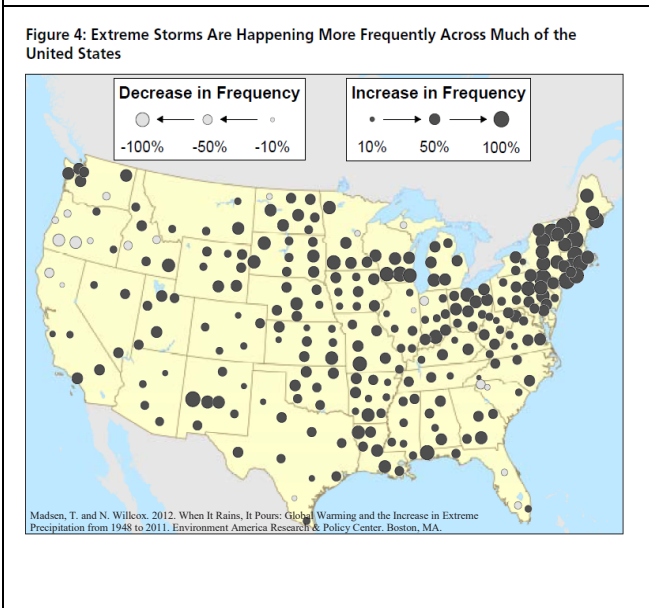 Figure 4: Extreme Storms Are Happening More Frequently Across Much of the
United States
Decrease in Frequency
-100% -50% -10%
Increase in Frequency
10% 50% 100%
Madsen, T. and N. Willcox. 2012. When It Rains, It Pours: Global Warming and the Increase in Extreme
Precipitation from 1948 to 2011. Environment America Research & Policy Center. Boston, MA.